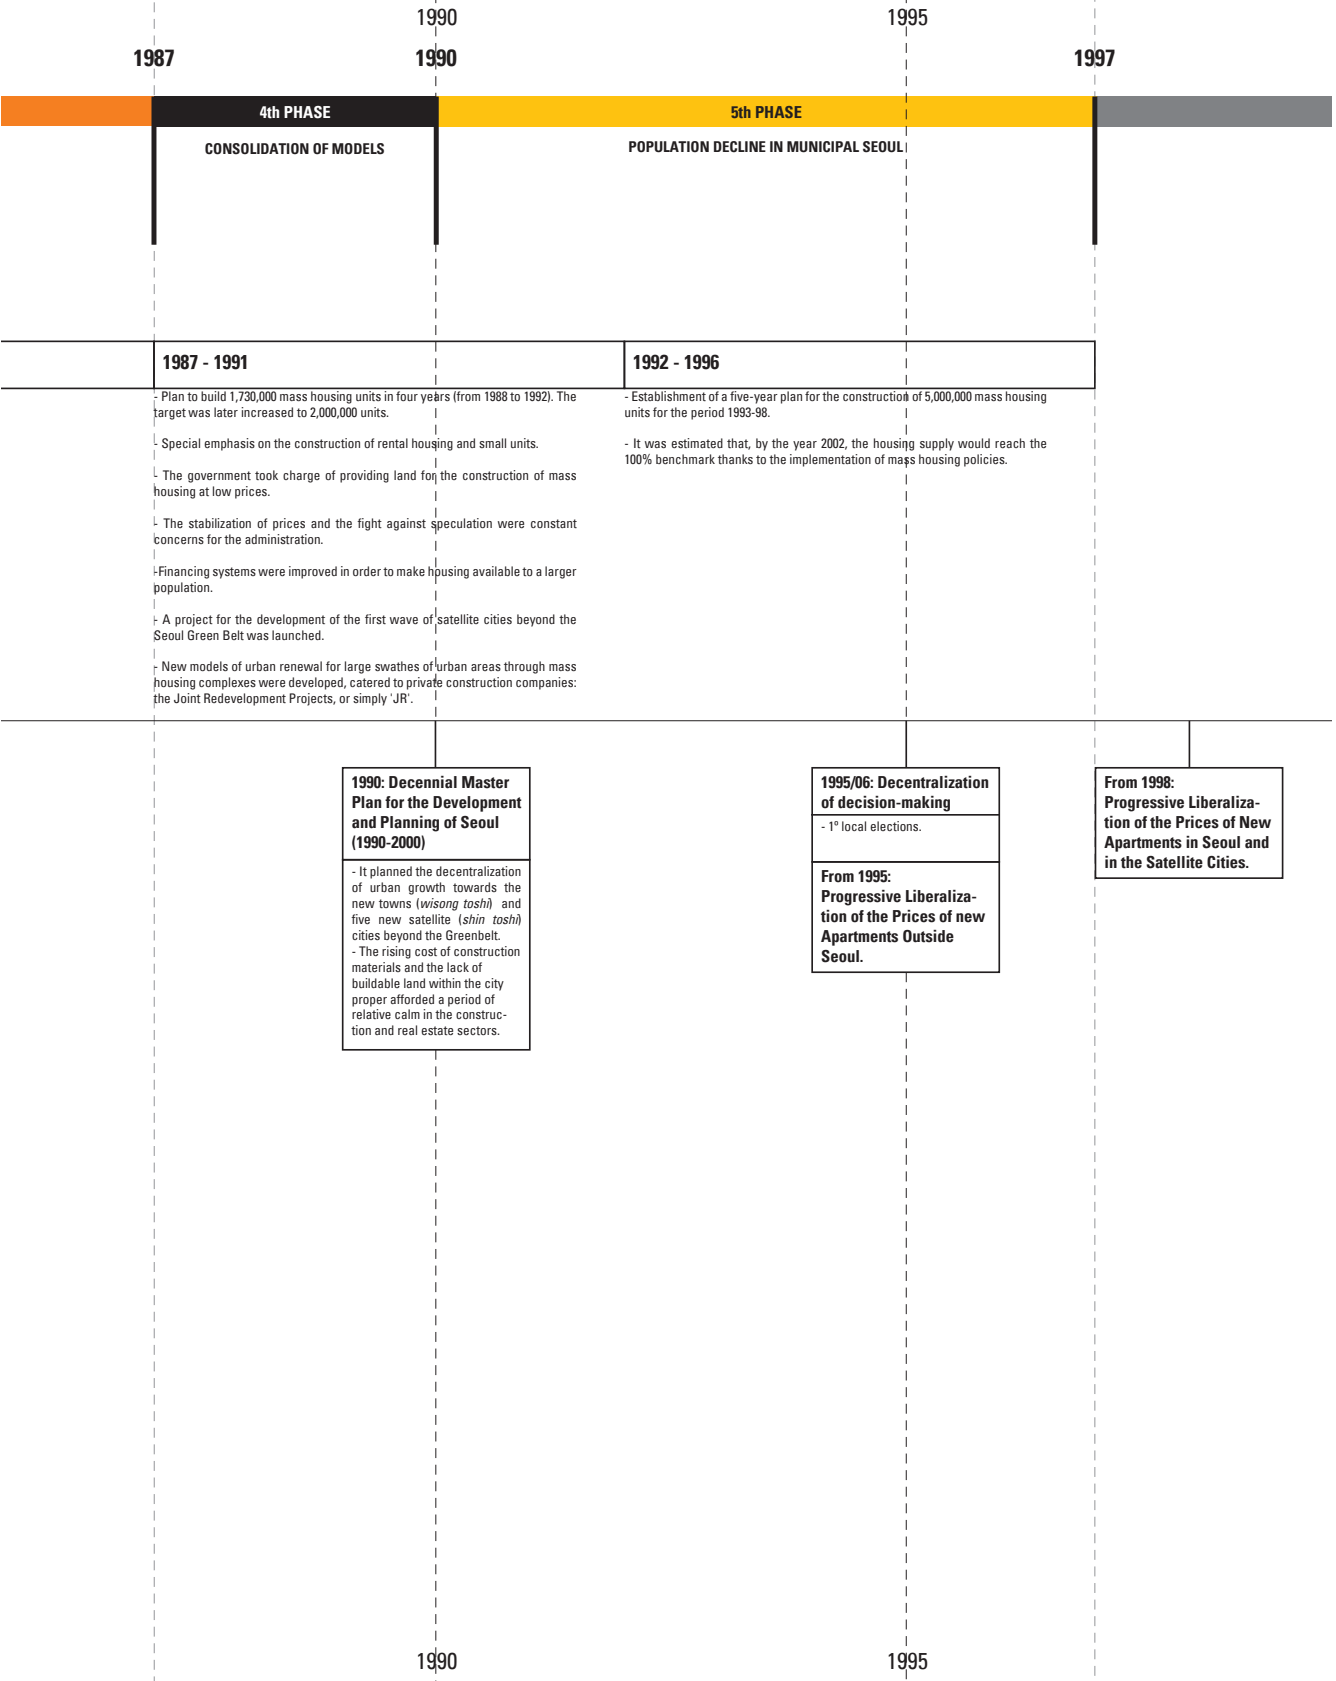 1990
1995
1987
1990
1997
4th PHASE
5th PHASE
CONSOLIDATION OF MODELS
POPULATION DECLINE IN MUNICIPAL SEOUL
1987 - 1991
- Plan to build 1,730,000 mass housing units in four years (from 1988 to 1992). The
target was later increased to 2,000,000 units.
- Special emphasis on the construction of rental housing and small units.
- The government took charge of providing land for the construction of mass
housing at low prices.
- The stabilization of prices and the fight against speculation were constant
concerns for the administration.
-Financing systems were improved in order to make housing available to a larger
population.
- A project for the development of the first wave of satellite cities beyond the
Seoul Green Belt was launched.
- New models of urban renewal for large swathes of urban areas through mass
housing complexes were developed, catered to private construction companies:
the Joint Redevelopment Projects, or simply 'JR'.
1992 - 1996
- Establishment of a five-year plan for the construction of 5,000,000 mass housing
units for the period 1993-98.
- It was estimated that, by the year 2002, the housing supply would reach the
100% benchmark thanks to the implementation of mass housing policies.
1990: Decennial Master
Plan for the Development
and Planning of Seoul
(1990-2000)
- It planned the decentralization
of urban growth towards the
new towns (wisong toshi) and
five new satellite (shin toshi)
cities beyond the Greenbelt.
- The rising cost of construction
materials and the lack of
buildable land within the city
proper afforded a period of
relative calm in the construc-
tion and real estate sectors.
1995/06: Decentralization
of decision-making
- 1º local elections.
From 1995:
Progressive Liberaliza-
tion of the Prices of new
Apartments Outside
Seoul.
From 1998:
Progressive Liberaliza-
tion of the Prices of New
Apartments in Seoul and
in the Satellite Cities.
1990
1995